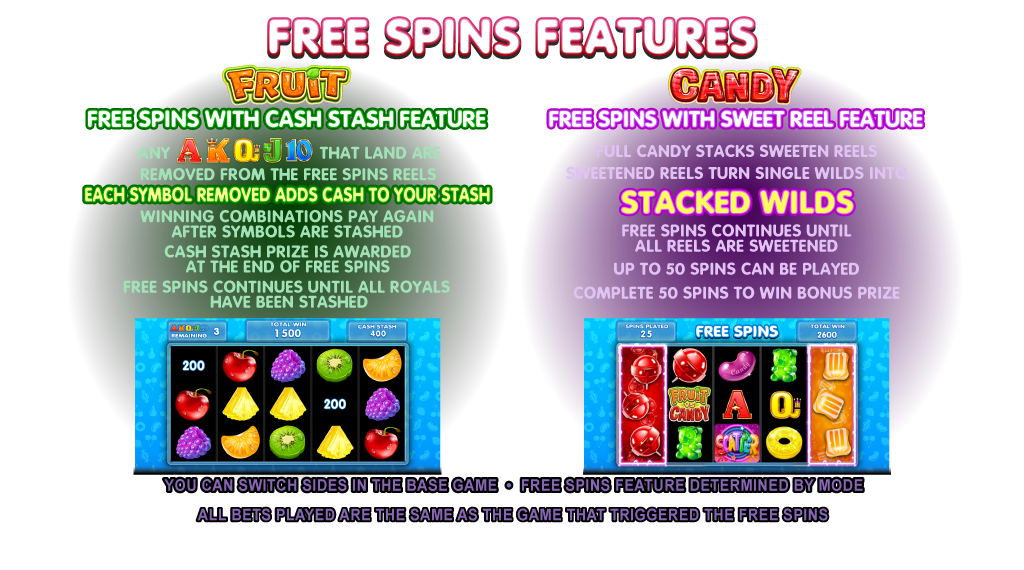 FREE SPINS FEATURES
FRUIT
FREE SPINS WITH CASH STASH FEATURE
ANY A K Q J 10 THAT LAND ARE
REMOVED FROM THE FREE SPINS REELS
EACH SYMBOL REMOVED ADDS CASH TO YOUR STASH
WINNING COMBINATIONS PAY AGAIN
AFTER SYMBOLS ARE STASHED
CASH STASH PRIZE IS AWARDED
AT THE END OF FREE SPINS
FREE SPINS CONTINUES UNTIL ALL ROYALS
HAVE BEEN STASHED
A K Q J 10
REMAINING 3
TOTAL WIN
1500
CASH STASH
400
200
200
CANDY
FREE SPINS WITH SWEET REEL FEATURE
FULL CANDY STACKS SWEETEN REELS
SWEETENED REELS TURN SINGLE WILDS INTO
STACKED WILDS
FREE SPINS CONTINUES UNTIL
ALL REELS ARE SWEETENED
UP TO 50 SPINS CAN BE PLAYED
COMPLETE 50 SPINS TO WIN BONUS PRIZE
SPINS PLAYED
25
FREE SPINS
TOTAL WIN
2600
Candy
FRUIT
CANDY
A
Q
SCATTER
YOU CAN SWITCH SIDES IN THE BASE GAME • FREE SPINS FEATURE DETERMINED BY MODE
ALL BETS PLAYED ARE THE SAME AS THE GAME THAT TRIGGERED THE FREE SPINS